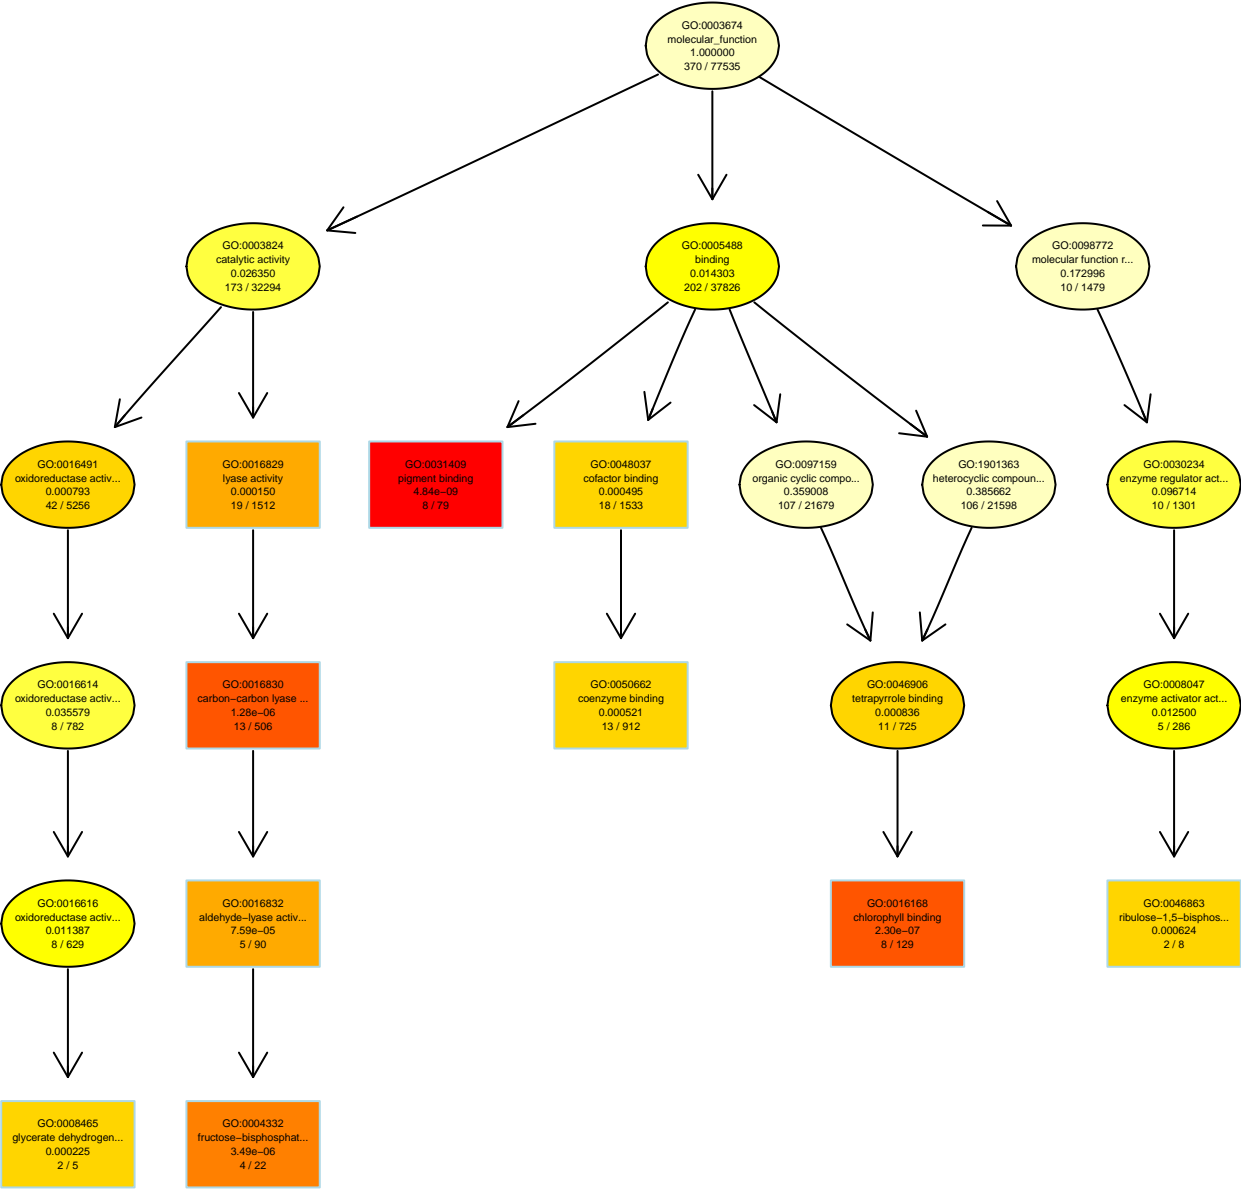 GO:0003674
molecular_function
1.000000
370 / 77535
GO:0003824
catalytic activity
0.026350
173 / 32294
GO:0005488
binding
0.014303
202 / 37826
GO:0098772
molecular function r...
0.172996
10 / 1479
GO:0016491
oxidoreductase activ...
0.000793
42 / 5256
GO:0016829
lyase activity
0.000150
19 / 1512
GO:0031409
pigment binding
4.84e−09
8 / 79
GO:0048037
cofactor binding
0.000495
18 / 1533
GO:0097159
organic cyclic compo...
0.359008
107 / 21679
GO:1901363
heterocyclic compoun...
0.385662
106 / 21598
GO:0030234
enzyme regulator act...
0.096714
10 / 1301
GO:0016614
oxidoreductase activ...
0.035579
8 / 782
GO:0016830
carbon−carbon lyase ...
1.28e−06
13 / 506
GO:0050662
coenzyme binding
0.000521
13 / 912
GO:0046906
tetrapyrrole binding
0.000836
11 / 725
GO:0008047
enzyme activator act...
0.012500
5 / 286
GO:0016616
oxidoreductase activ...
0.011387
8 / 629
GO:0016832
aldehyde−lyase activ...
7.59e−05
5 / 90
GO:0016168
chlorophyll binding
2.30e−07
8 / 129
GO:0046863
ribulose−1,5−bisphos...
0.000624
2 / 8
GO:0008465
glycerate dehydrogen...
0.000225
2 / 5
GO:0004332
fructose−bisphosphat...
3.49e−06
4 / 22